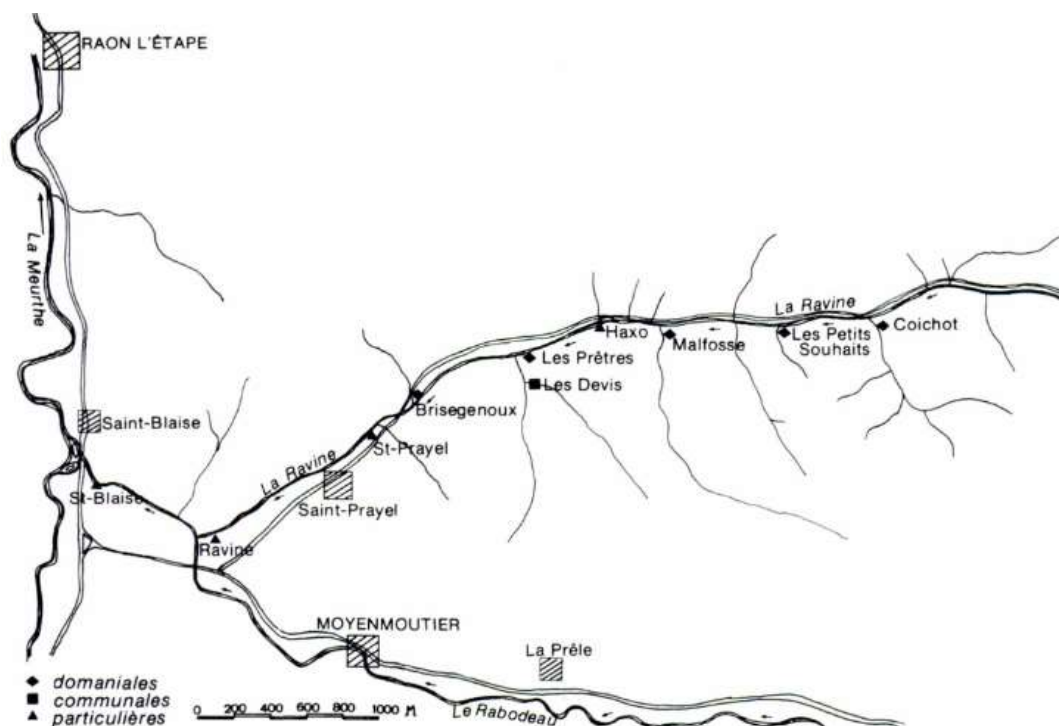 RAON L'ÉTAPE
La Meurthe
La Ravine
Coichot
Les Petits
Souhaits
Haxo
Malfosse
Les Prêtres
Les Devis
Brisegenoux
St-Prayel
La Ravine
Saint-Blaise
St-Blaise
Saint-Prayel
Ravine
MOYENMOUTIER
La Prêle
Le Rabodeau
domaniales
communales
particulières
0 200 400 600 800 1000 M